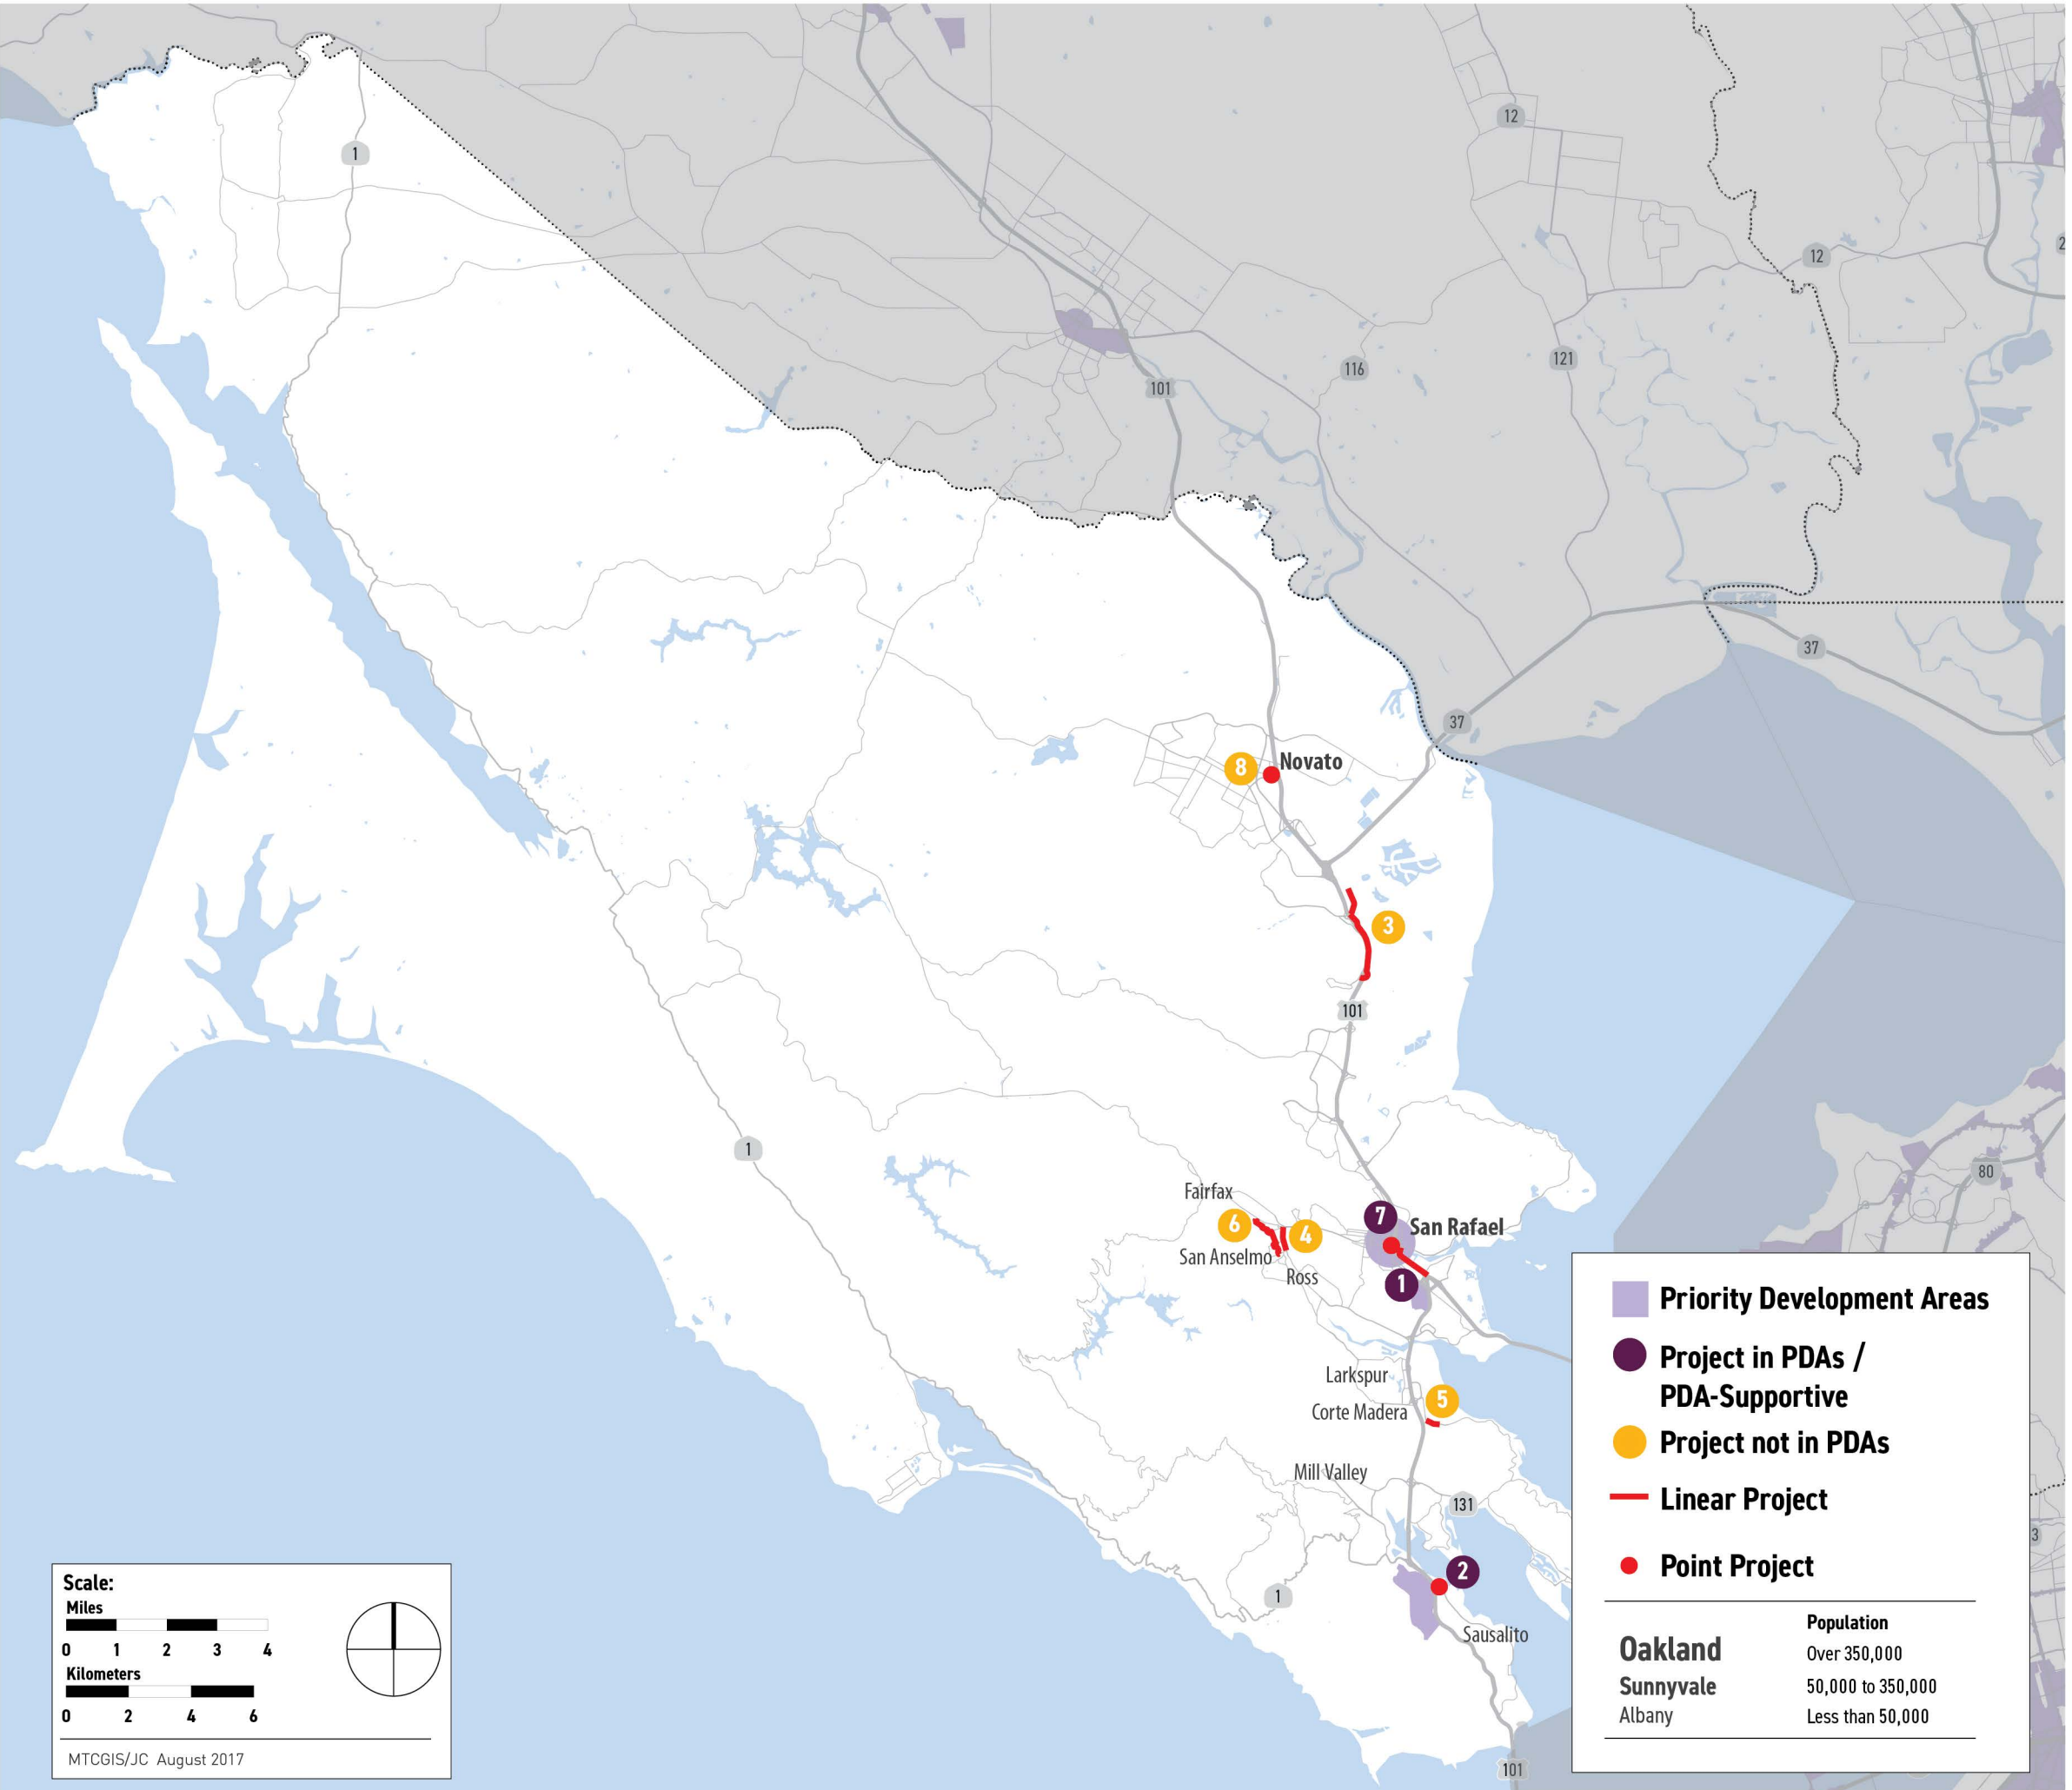 1
12
12
2
116
121
101
37
37
8
Novato
3
101
80
1
Fairfax
6
4
7
San Rafael
San Anselmo
Ross
1
Larkspur
5
Corte Madera
Mill Valley
131
3
2
1
Sausalito
101
Priority Development Areas
Project in PDAs /
PDA-Supportive
Project not in PDAs
Linear Project
Point Project
Population
Oakland Over 350,000
Sunnyvale 50,000 to 350,000
Albany Less than 50,000
Scale:
Miles
0 1 2 3 4
Kilometers
0 2 4 6
MTCGIS/JC August 2017